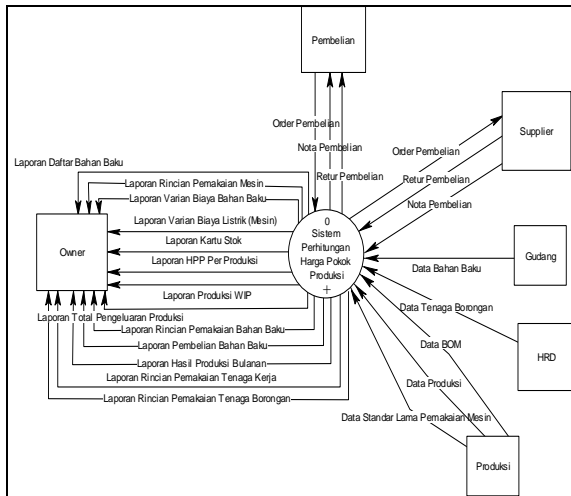 Pembelian
Order Pembelian
Nota Pembelian
Retur Pembelian
Order Pembelian
Supplier
Retur Pembelian
Nota Pembelian
Laporan Daftar Bahan Baku
Laporan Rincian Pemakaian Mesin
Laporan Varian Biaya Bahan Baku
Laporan Varian Biaya Listrik (Mesin)
Owner
Laporan Kartu Stok
Laporan HPP Per Produksi
Laporan Produksi WIP
0
Sistem
Perhitungan
Harga Pokok
Produksi
+
Gudang
Data Bahan Baku
Data Tenaga Borongan
HRD
Data BOM
Laporan Total Pengeluaran Produksi
Laporan Rincian Pemakaian Bahan Baku
Laporan Pembelian Bahan Baku
Laporan Hasil Produksi Bulanan
Laporan Rincian Pemakaian Tenaga Kerja
Laporan Rincian Pemakaian Tenaga Borongan
Data Produksi
Data Standar Lama Pemakaian Mesin
Produksi